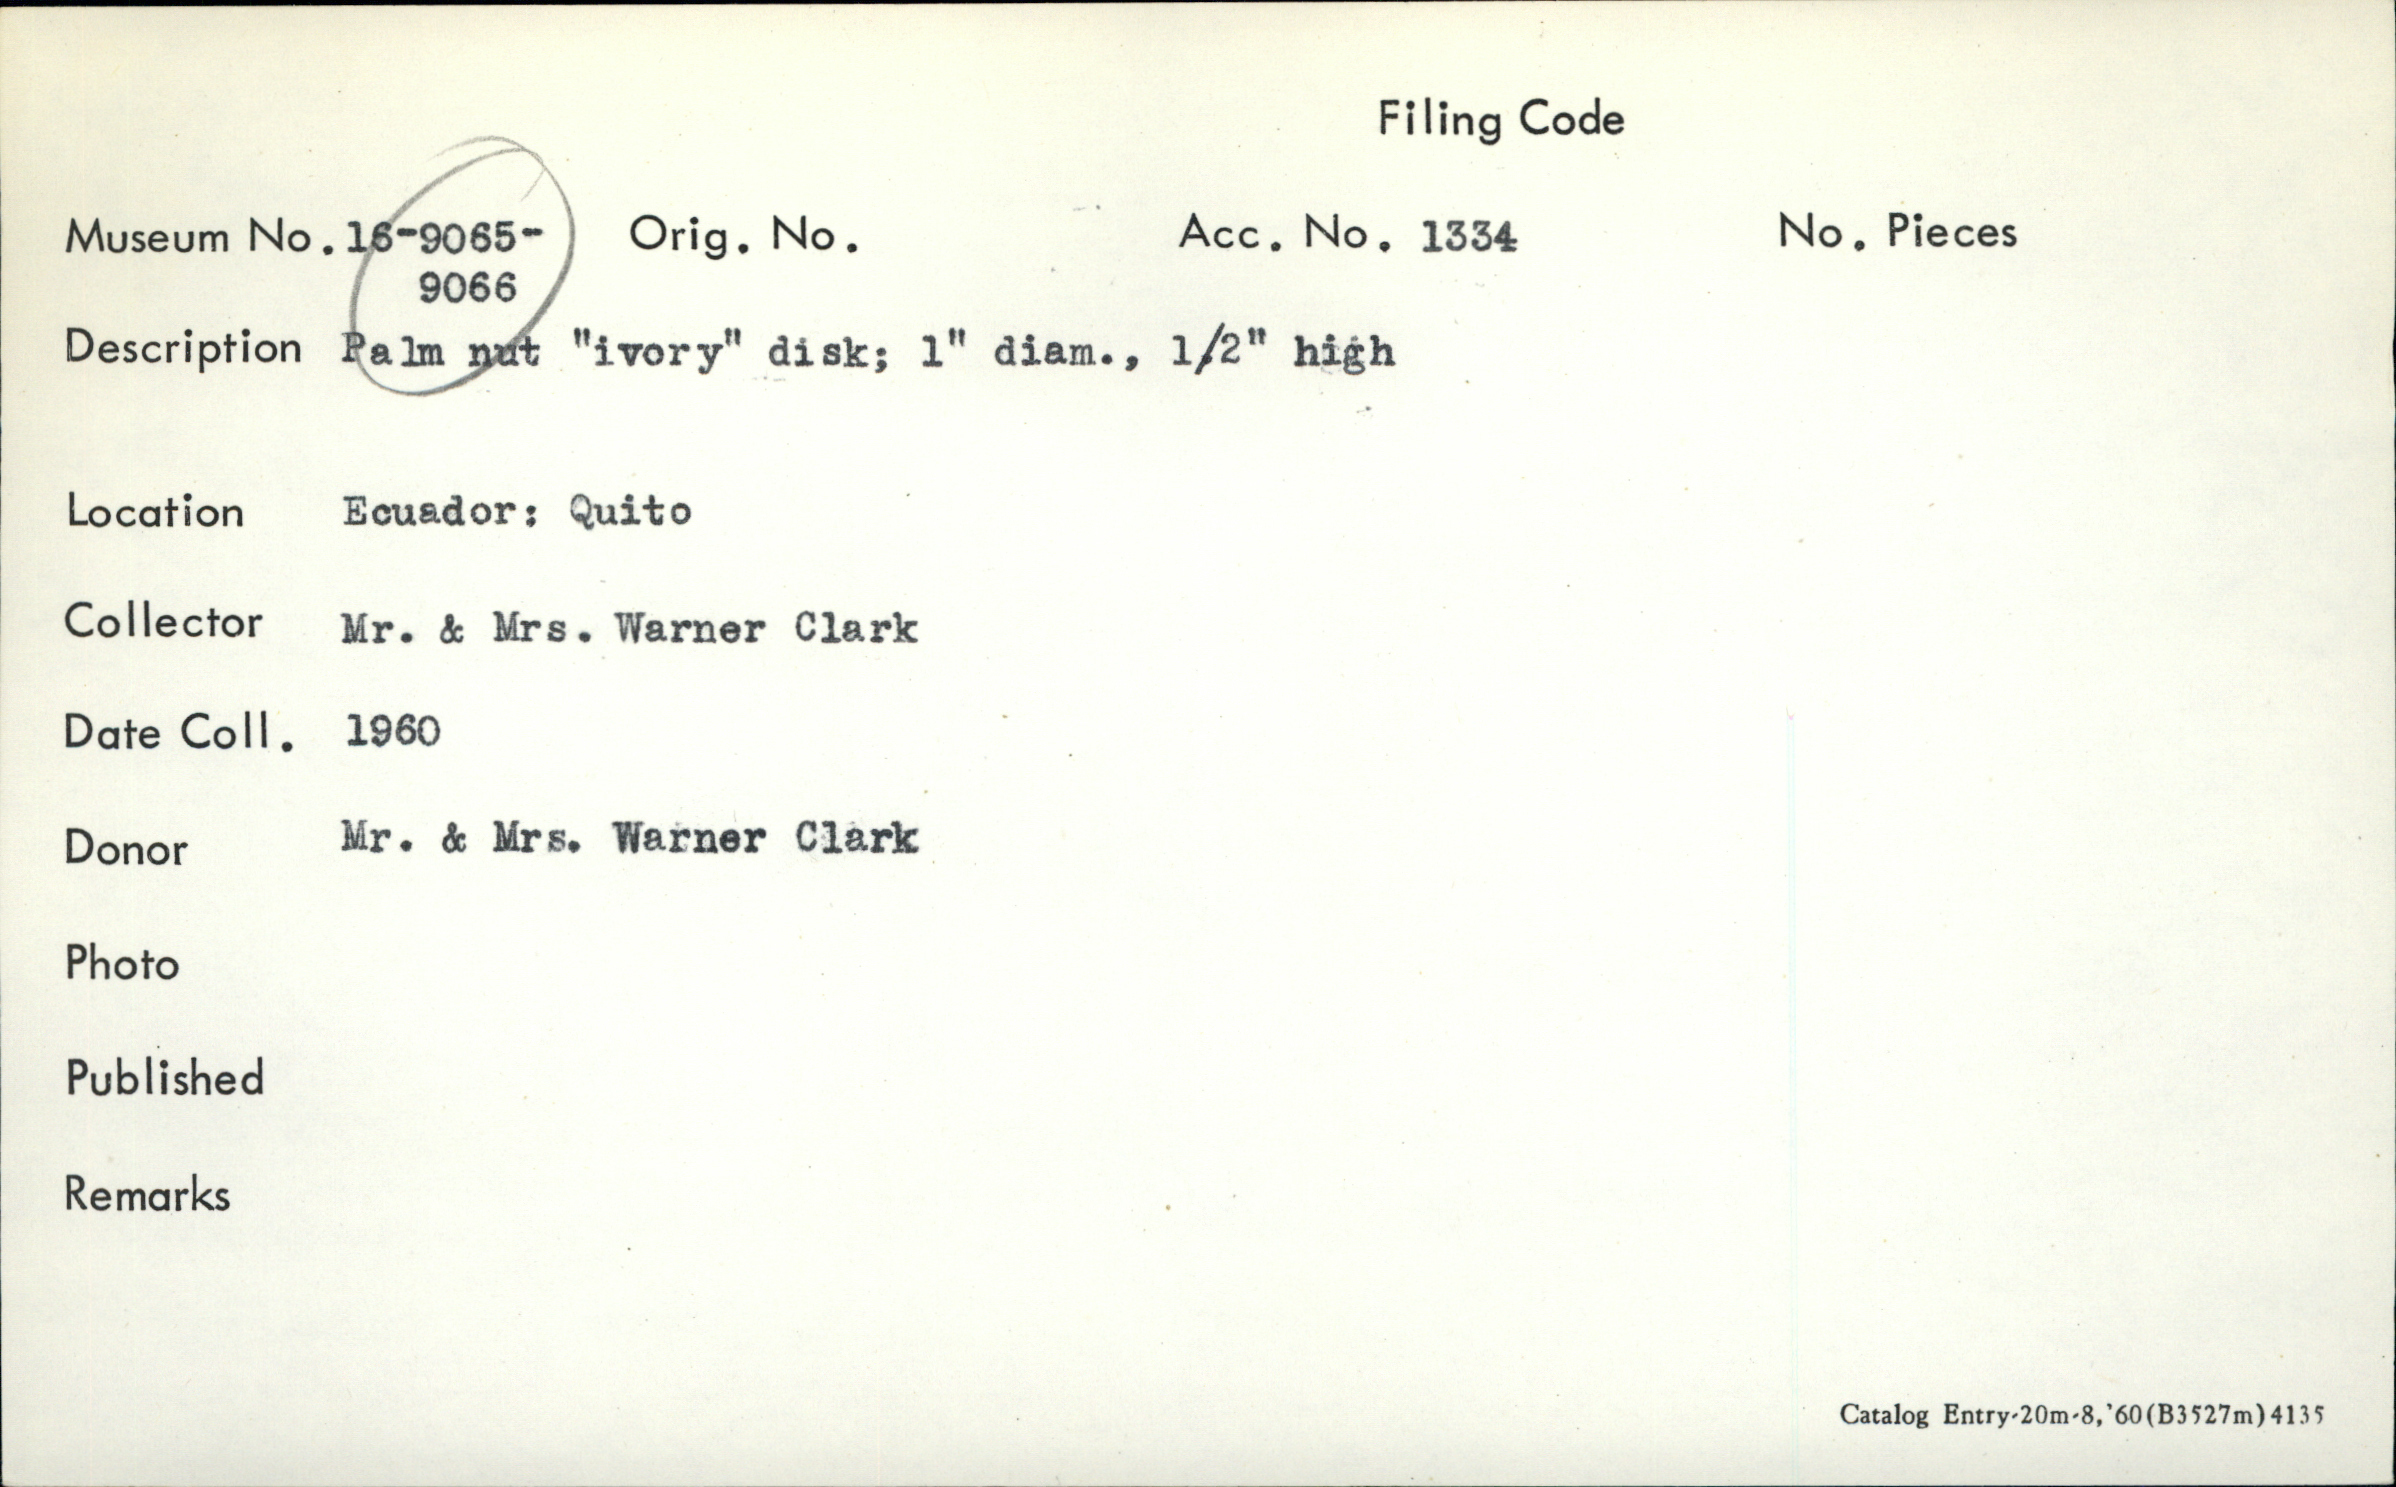 Filing Code
Museum No. 16-9065- Orig. No. Acc. No. 1334 No. Pieces
9066
Description Palm nut "ivory" disk; 1" diam., 1/2" high
Location Ecuador: Quito
Collector Mr. & Mrs. Warner Clark
Date Coll. 1960
Donor Mr. & Mrs. Warner Clark
Photo
Published
Remarks
Catalog Entry-20m-8,'60(B3527m)4135